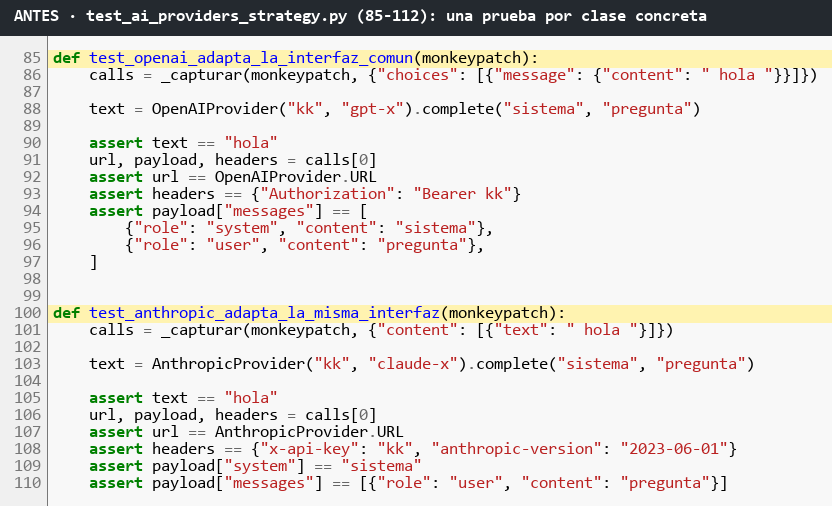 ANTES · test_ai_providers_strategy.py (85-112): una prueba por clase concreta
85 def test_openai_adapta_la_interfaz_comun(monkeypatch):
86     calls = _capturar(monkeypatch, {"choices": [{"message": {"content": " hola "}}]})
87
88     text = OpenAIProvider("kk", "gpt-x").complete("sistema", "pregunta")
89
90     assert text == "hola"
91     url, payload, headers = calls[0]
92     assert url == OpenAIProvider.URL
93     assert headers == {"Authorization": "Bearer kk"}
94     assert payload["messages"] == [
95         {"role": "system", "content": "sistema"},
96         {"role": "user", "content": "pregunta"},
97     ]
98
99
100 def test_anthropic_adapta_la_misma_interfaz(monkeypatch):
101     calls = _capturar(monkeypatch, {"content": [{"text": " hola "}]})
102
103     text = AnthropicProvider("kk", "claude-x").complete("sistema", "pregunta")
104
105     assert text == "hola"
106     url, payload, headers = calls[0]
107     assert url == AnthropicProvider.URL
108     assert headers == {"x-api-key": "kk", "anthropic-version": "2023-06-01"}
109     assert payload["system"] == "sistema"
110     assert payload["messages"] == [{"role": "user", "content": "pregunta"}]